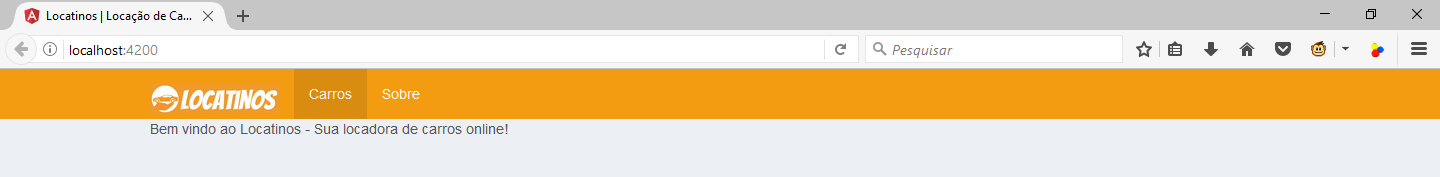 Locatinos | Locação de Ca...
localhost:4200
Pesquisar
LOCATINOS
Carros
Sobre
Bem vindo ao Locatinos - Sua locadora de carros online!